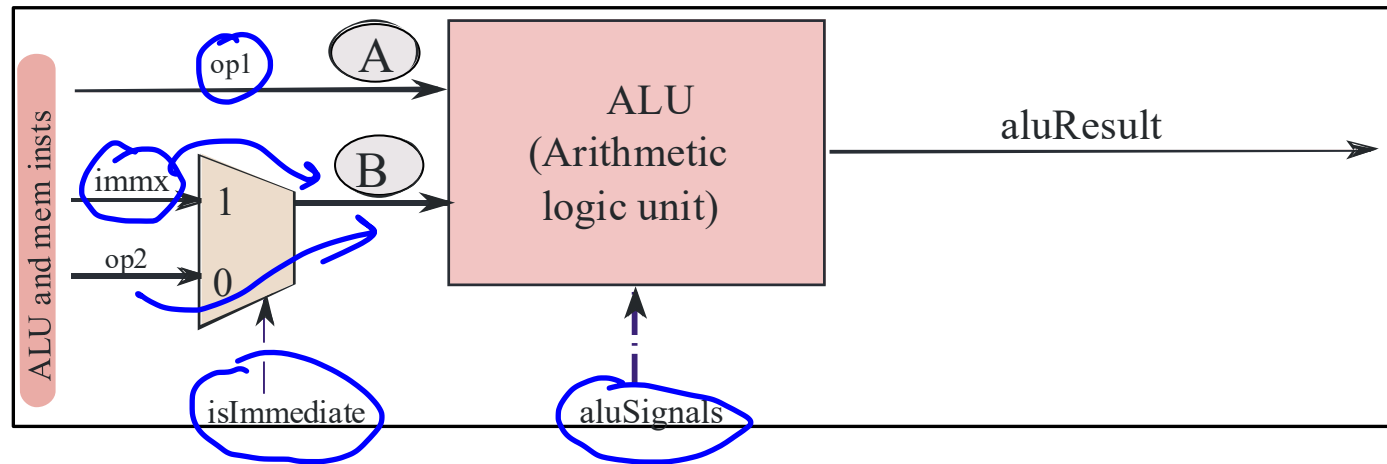 ALU and mem insts
op1
A
immx
1
B
op2
0
isImmediate
ALU
(Arithmetic
logic unit)
aluSignals
aluResult